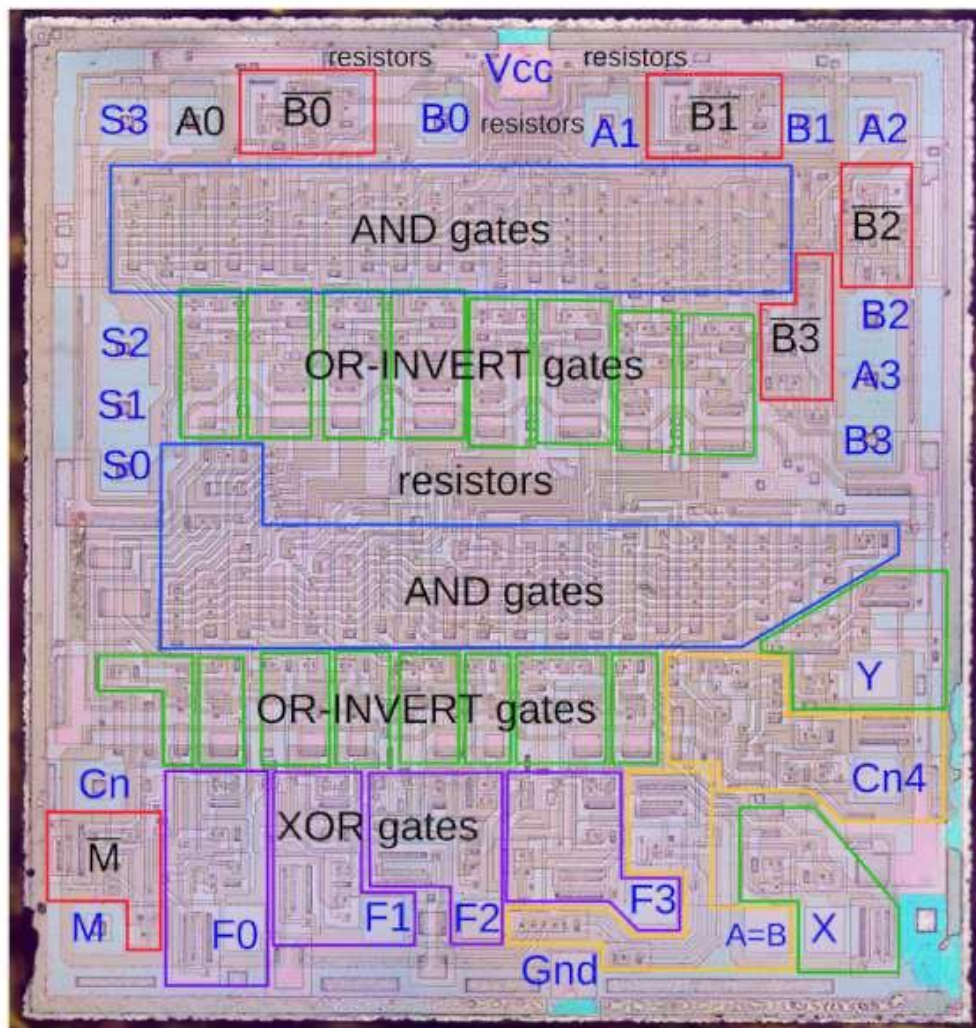 resistors Vcc resistors
S3 A0 B̅0̅ B0 resistors A1 B̅1̅ B1 A2
AND gates B̅2̅
S2 OR-INVERT gates B̅3̅ B2
A3
S1
S0 resistors B3
AND gates
Y
OR-INVERT gates
Cn Cn4
XOR gates
M̅
M F0 F1 F2 F3 A=B X
Gnd